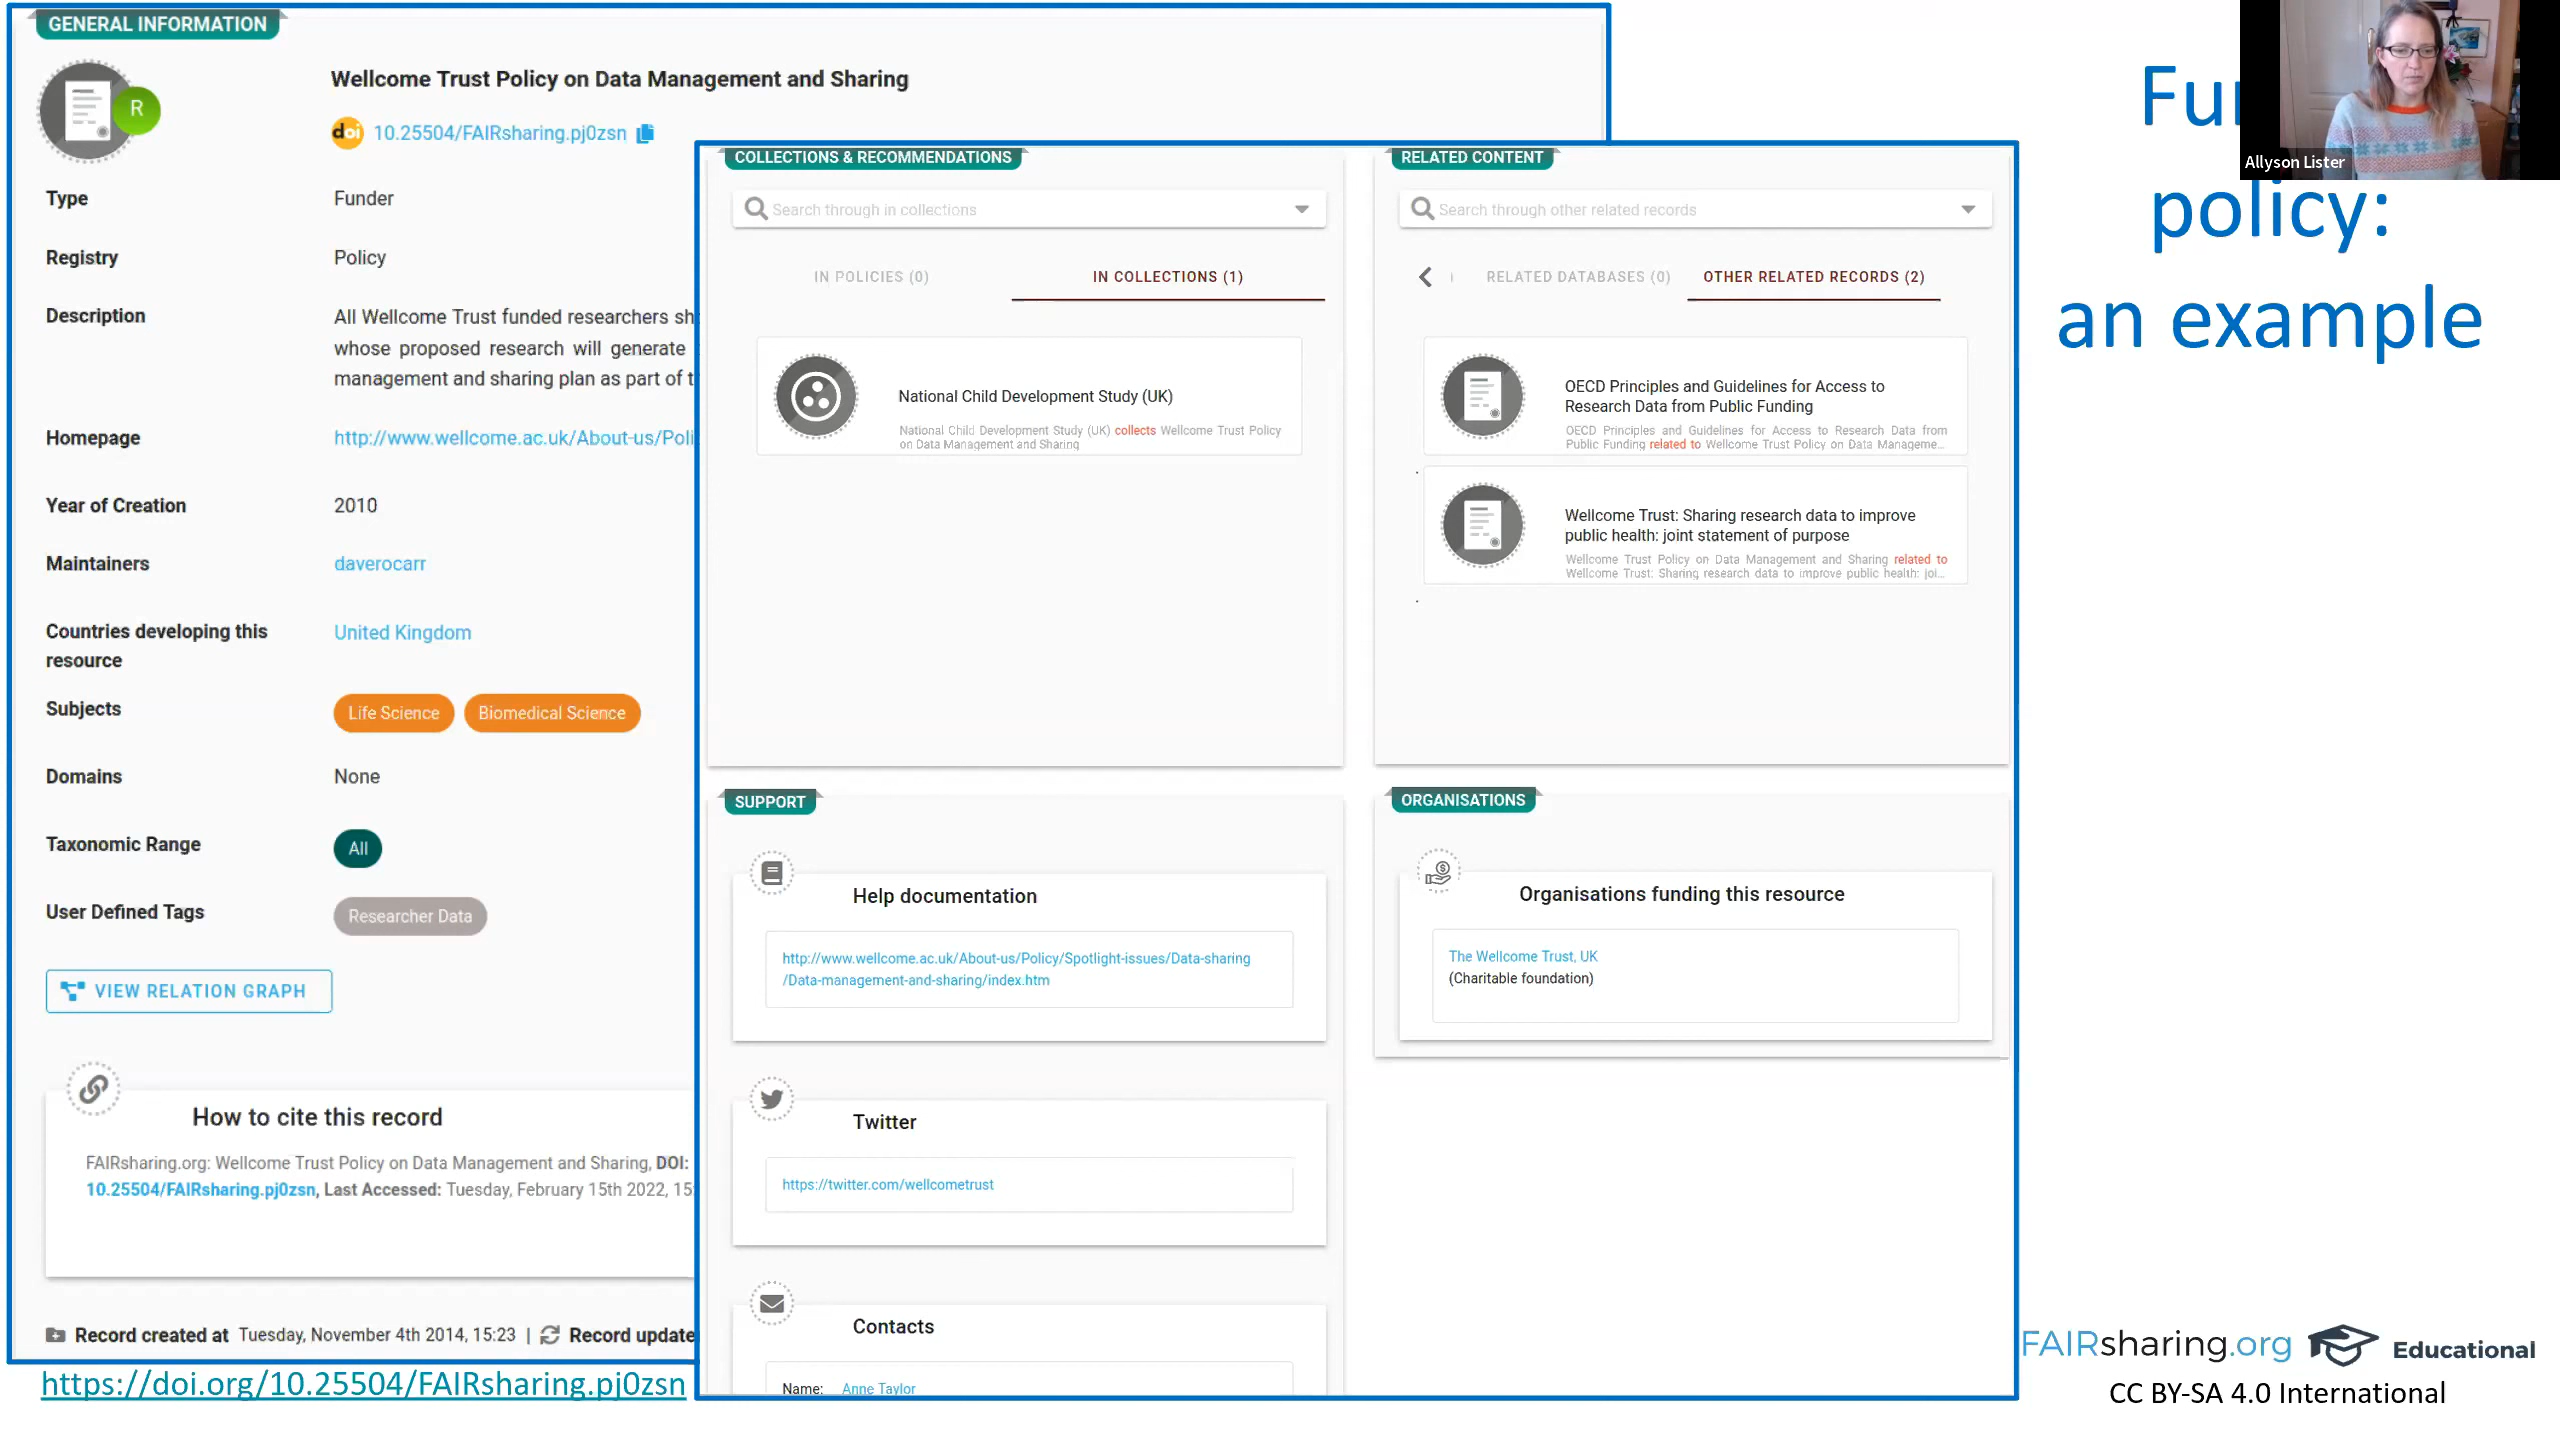 GENERAL INFORMATION
R
Wellcome Trust Policy on Data Management and Sharing
doi 10.25504/FAIRsharing.pj0zsn
Type Funder
Registry Policy
Description All Wellcome Trust funded researchers sh
whose proposed research will generate
management and sharing plan as part of t
Homepage http://www.wellcome.ac.uk/About-us/Poli
Year of Creation 2010
Maintainers daverocarr
Countries developing this
resource
United Kingdom
Subjects Life Science Biomedical Science
Domains None
Taxonomic Range All
User Defined Tags Researcher Data
VIEW RELATION GRAPH
How to cite this record
FAIRsharing.org: Wellcome Trust Policy on Data Management and Sharing, DOI:
10.25504/FAIRsharing.pj0zsn, Last Accessed: Tuesday, February 15th 2022, 15
Record created at Tuesday, November 4th 2014, 15:23 | Record update
https://doi.org/10.25504/FAIRsharing.pj0zsn
COLLECTIONS & RECOMMENDATIONS
Search through in collections
IN POLICIES (0) IN COLLECTIONS (1)
National Child Development Study (UK)
National Child Development Study (UK) collects Wellcome Trust Policy
on Data Management and Sharing
RELATED CONTENT
Search through other related records
RELATED DATABASES (0) OTHER RELATED RECORDS (2)
OECD Principles and Guidelines for Access to
Research Data from Public Funding
OECD Principles and Guidelines for Access to Research Data from
Public Funding related to Wellcome Trust Policy on Data Manageme...
Wellcome Trust: Sharing research data to improve
public health: joint statement of purpose
Wellcome Trust Policy on Data Management and Sharing related to
Wellcome Trust: Sharing research data to improve public health: joi...
SUPPORT
Help documentation
http://www.wellcome.ac.uk/About-us/Policy/Spotlight-issues/Data-sharing
/Data-management-and-sharing/index.htm
Twitter
https://twitter.com/wellcometrust
Contacts
Name: Anne Taylor
ORGANISATIONS
Organisations funding this resource
The Wellcome Trust, UK
(Charitable foundation)
Allyson Lister
Fu
policy:
an example
FAIRsharing.org Educational
CC BY-SA 4.0 International